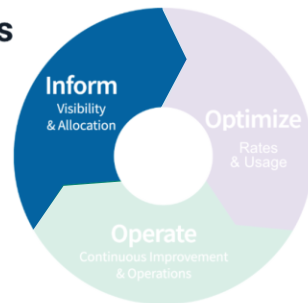 s
Inform
Visibility
& Allocation
Optimize
Rates
& Usage
Operate
Continuous Improvement
& Operations